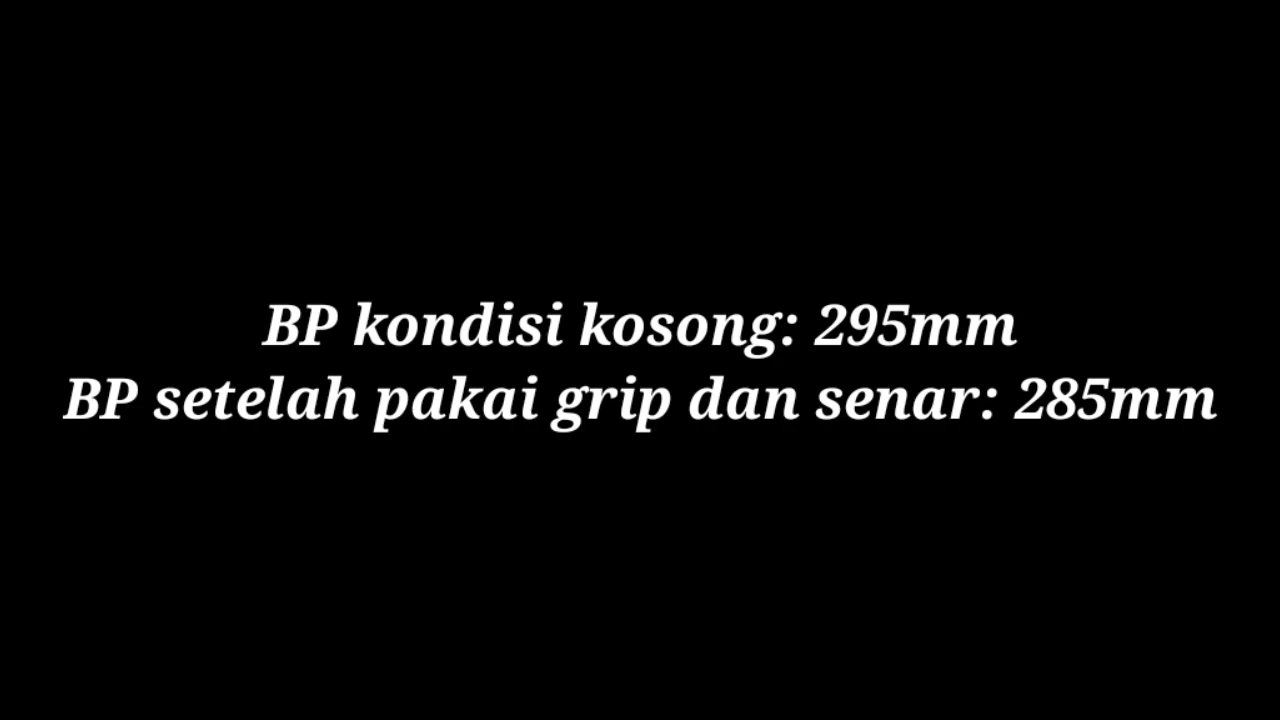 BP kondisi kosong: 295mm
BP setelah pakai grip dan senar: 285mm